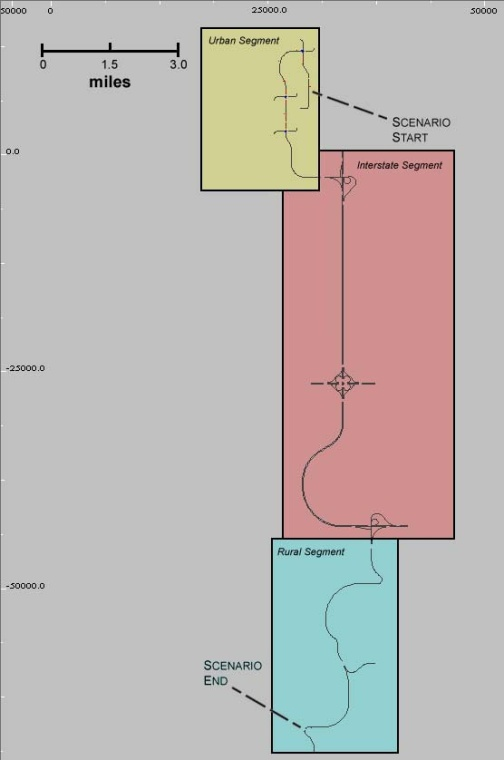 50000
0
25000.0
50000
Urban Segment
0
1.5
3.0
miles
SCENARIO
START
0.0
Interstate Segment
-25000.0
Rural Segment
-50000.0
SCENARIO
END